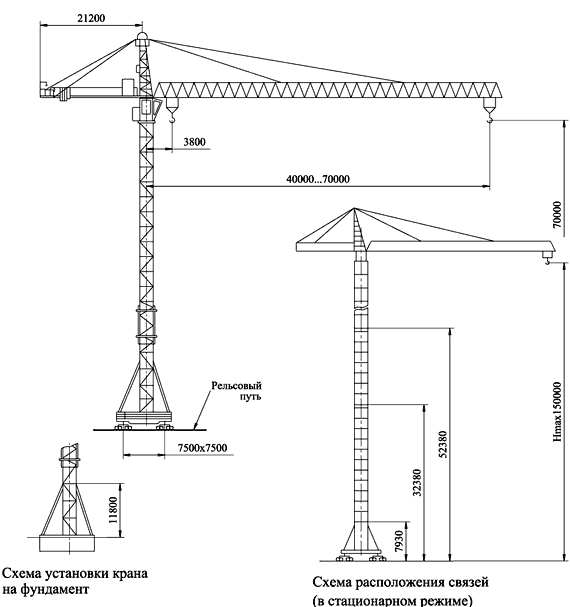 21200
3800
40000...70000
70000
Рельсовый
путь
7500x7500
11800
Hmax150000
52380
32380
7930
Схема установки крана
на фундамент
Схема расположения связей
(в стационарном режиме)